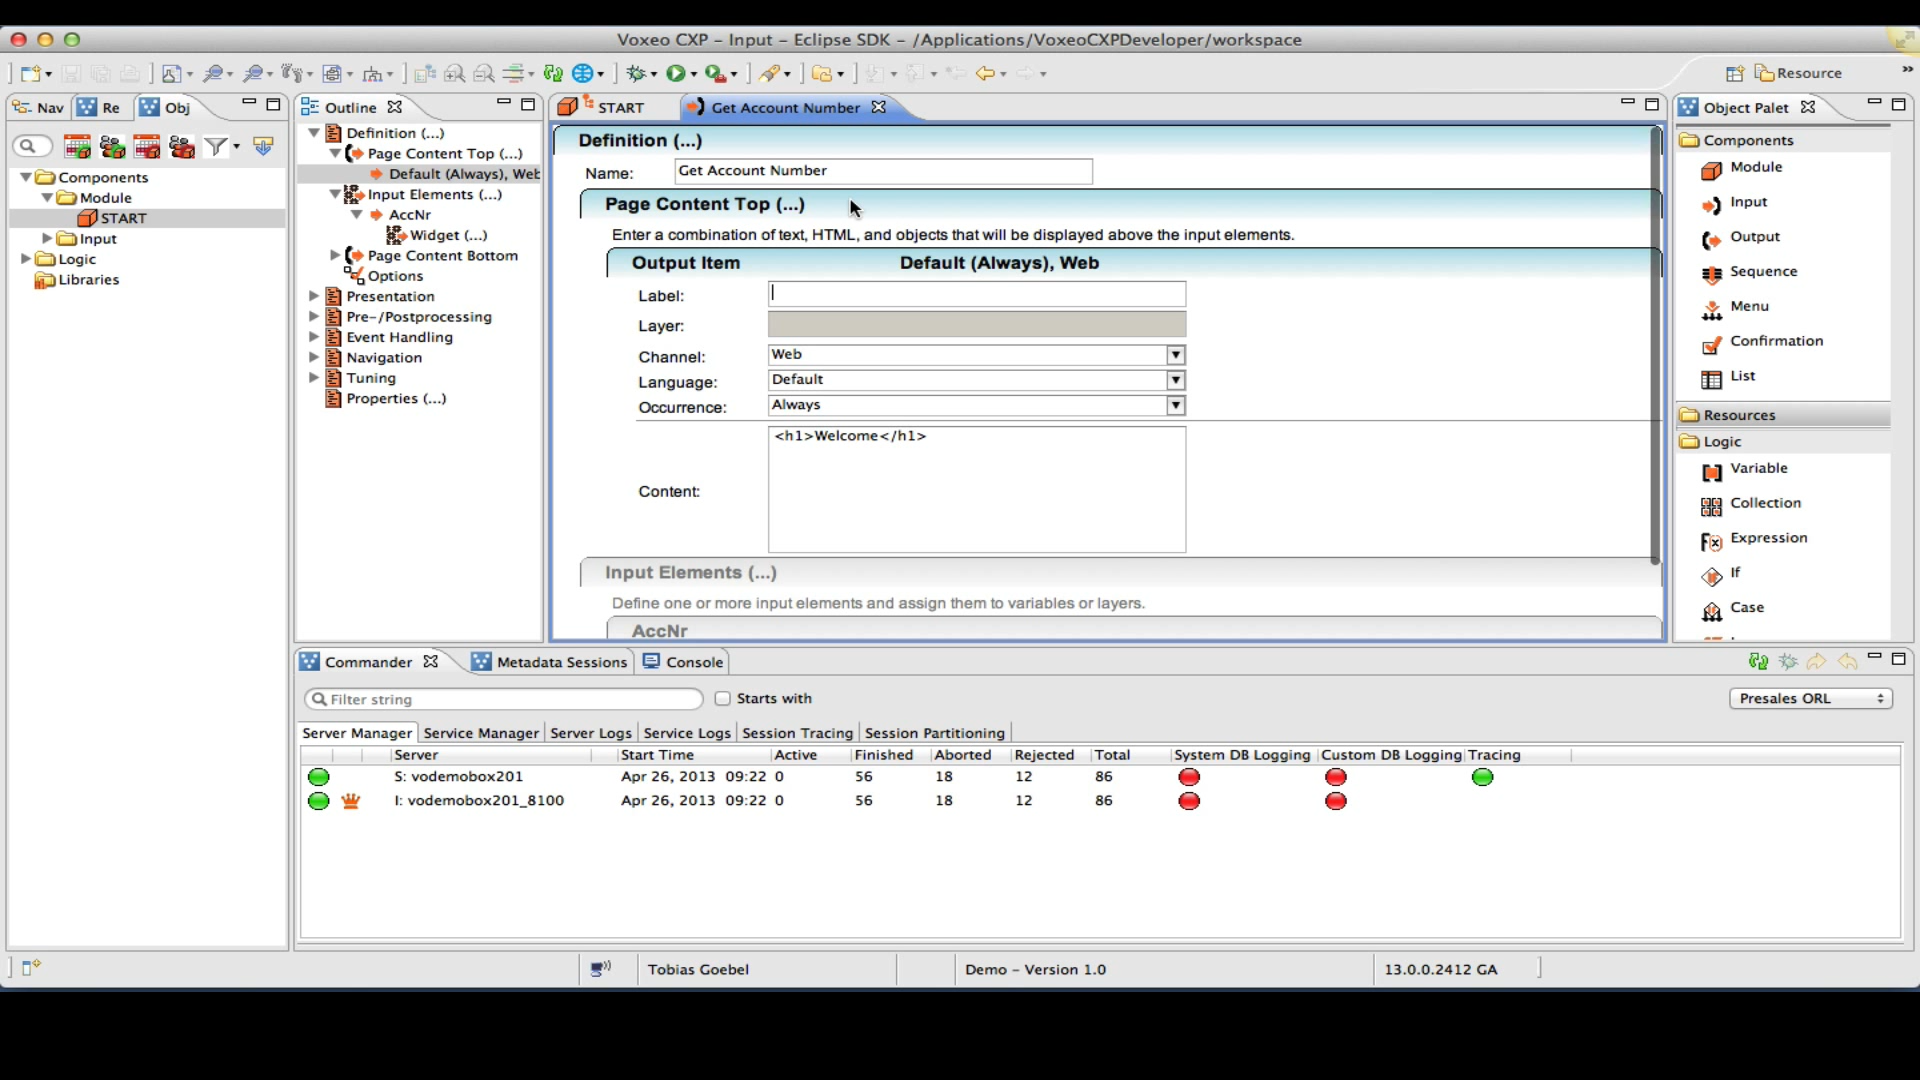 Voxeo CXP – Input – Eclipse SDK – /Applications/VoxeoCXPDeveloper/workspace
Resource
Nav
Re
Obj
Components
Module
START
Input
Logic
Libraries
Outline
Definition (...)
Page Content Top (...)
Default (Always), Web
Input Elements (...)
AccNr
Widget (...)
Page Content Bottom
Options
Presentation
Pre-/Postprocessing
Event Handling
Navigation
Tuning
Properties (...)
START
Get Account Number
Definition (...)
Name:
Get Account Number
Page Content Top (...)
Enter a combination of text, HTML, and objects that will be displayed above the input elements.
Output Item
Default (Always), Web
Label:
Layer:
Channel:
Web
Language:
Default
Occurrence:
Always
Content:
<h1>Welcome</h1>
Input Elements (...)
Define one or more input elements and assign them to variables or layers.
AccNr
Object Palet
Components
Module
Input
Output
Sequence
Menu
Confirmation
List
Resources
Logic
Variable
Collection
Expression
If
Case
Commander
Metadata Sessions
Console
Filter string
Starts with
Presales ORL
Server Manager
Service Manager
Server Logs
Service Logs
Session Tracing
Session Partitioning
Server Start Time Active Finished Aborted Rejected Total System DB Logging Custom DB Logging Tracing
S: vodemobox201 Apr 26, 2013 09:22 0 56 18 12 86
I: vodemobox201_8100 Apr 26, 2013 09:22 0 56 18 12 86
Tobias Goebel
Demo – Version 1.0
13.0.0.2412 GA